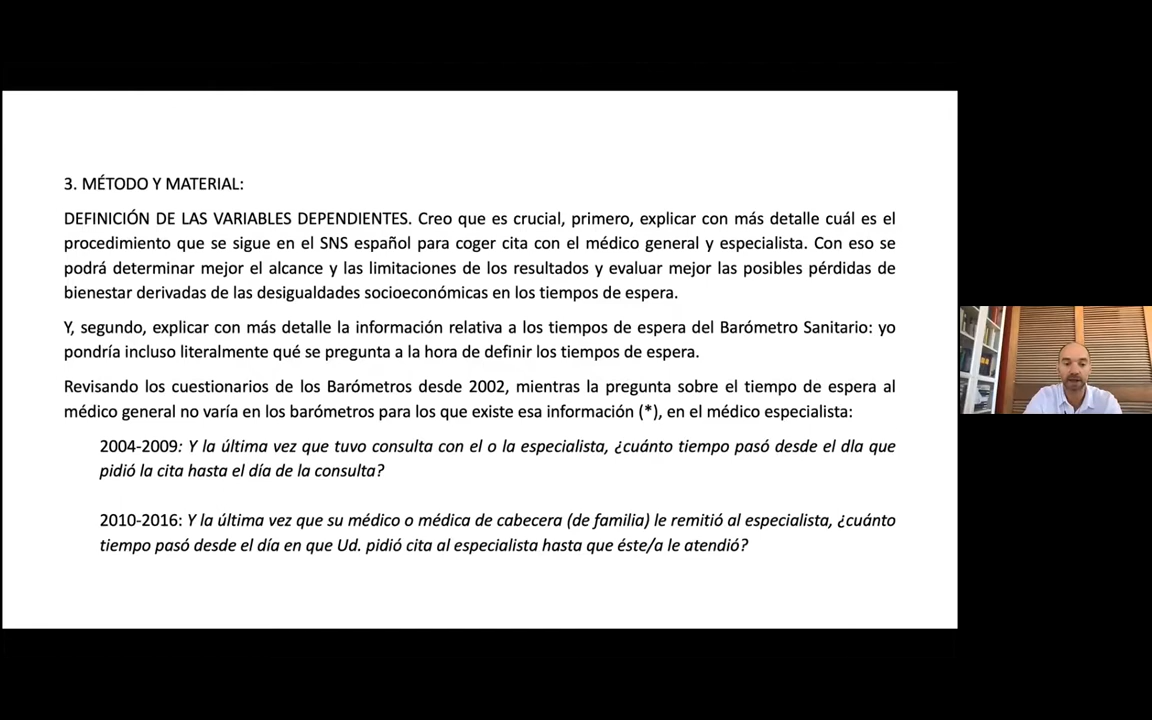 3. MÉTODO Y MATERIAL:
DEFINICIÓN DE LAS VARIABLES DEPENDIENTES. Creo que es crucial, primero, explicar con más detalle cuál es el
procedimiento que se sigue en el SNS español para coger cita con el médico general y especialista. Con eso se
podrá determinar mejor el alcance y las limitaciones de los resultados y evaluar mejor las posibles pérdidas de
bienestar derivadas de las desigualdades socioeconómicas en los tiempos de espera.
Y, segundo, explicar con más detalle la información relativa a los tiempos de espera del Barómetro Sanitario: yo
pondría incluso literalmente qué se pregunta a la hora de definir los tiempos de espera.
Revisando los cuestionarios de los Barómetros desde 2002, mientras la pregunta sobre el tiempo de espera al
médico general no varía en los barómetros para los que existe esa información (*), en el médico especialista:
2004-2009: Y la última vez que tuvo consulta con el o la especialista, ¿cuánto tiempo pasó desde el dla que
pidió la cita hasta el día de la consulta?
2010-2016: Y la última vez que su médico o médica de cabecera (de familia) le remitió al especialista, ¿cuánto
tiempo pasó desde el día en que Ud. pidió cita al especialista hasta que éste/a le atendió?